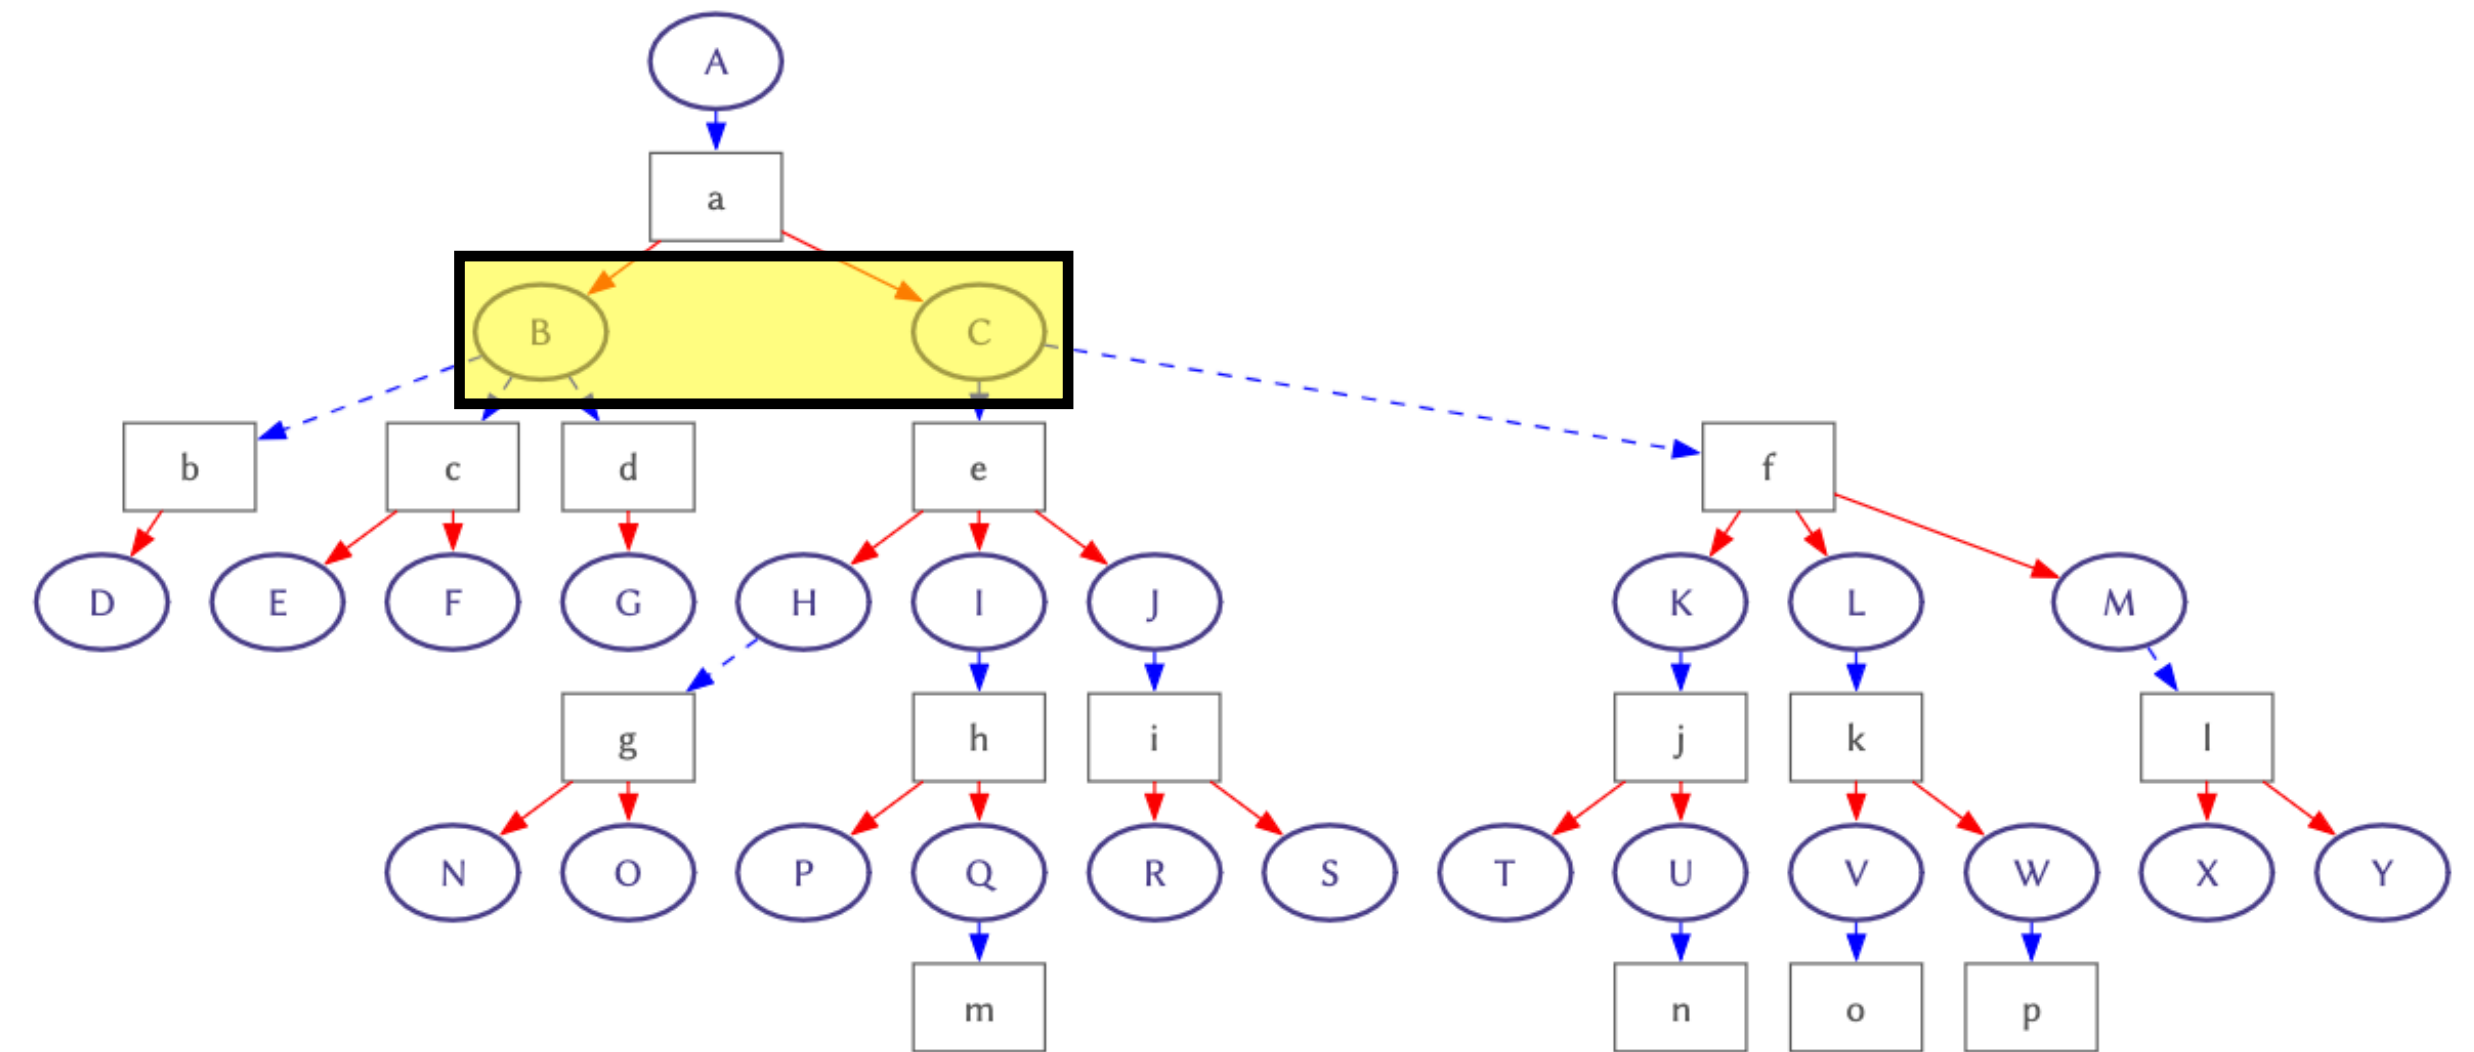 A
a
B C
b c d e f
D E F G H I J K L M
g h i j k l
N O P Q R S T U V W X Y
m n o p